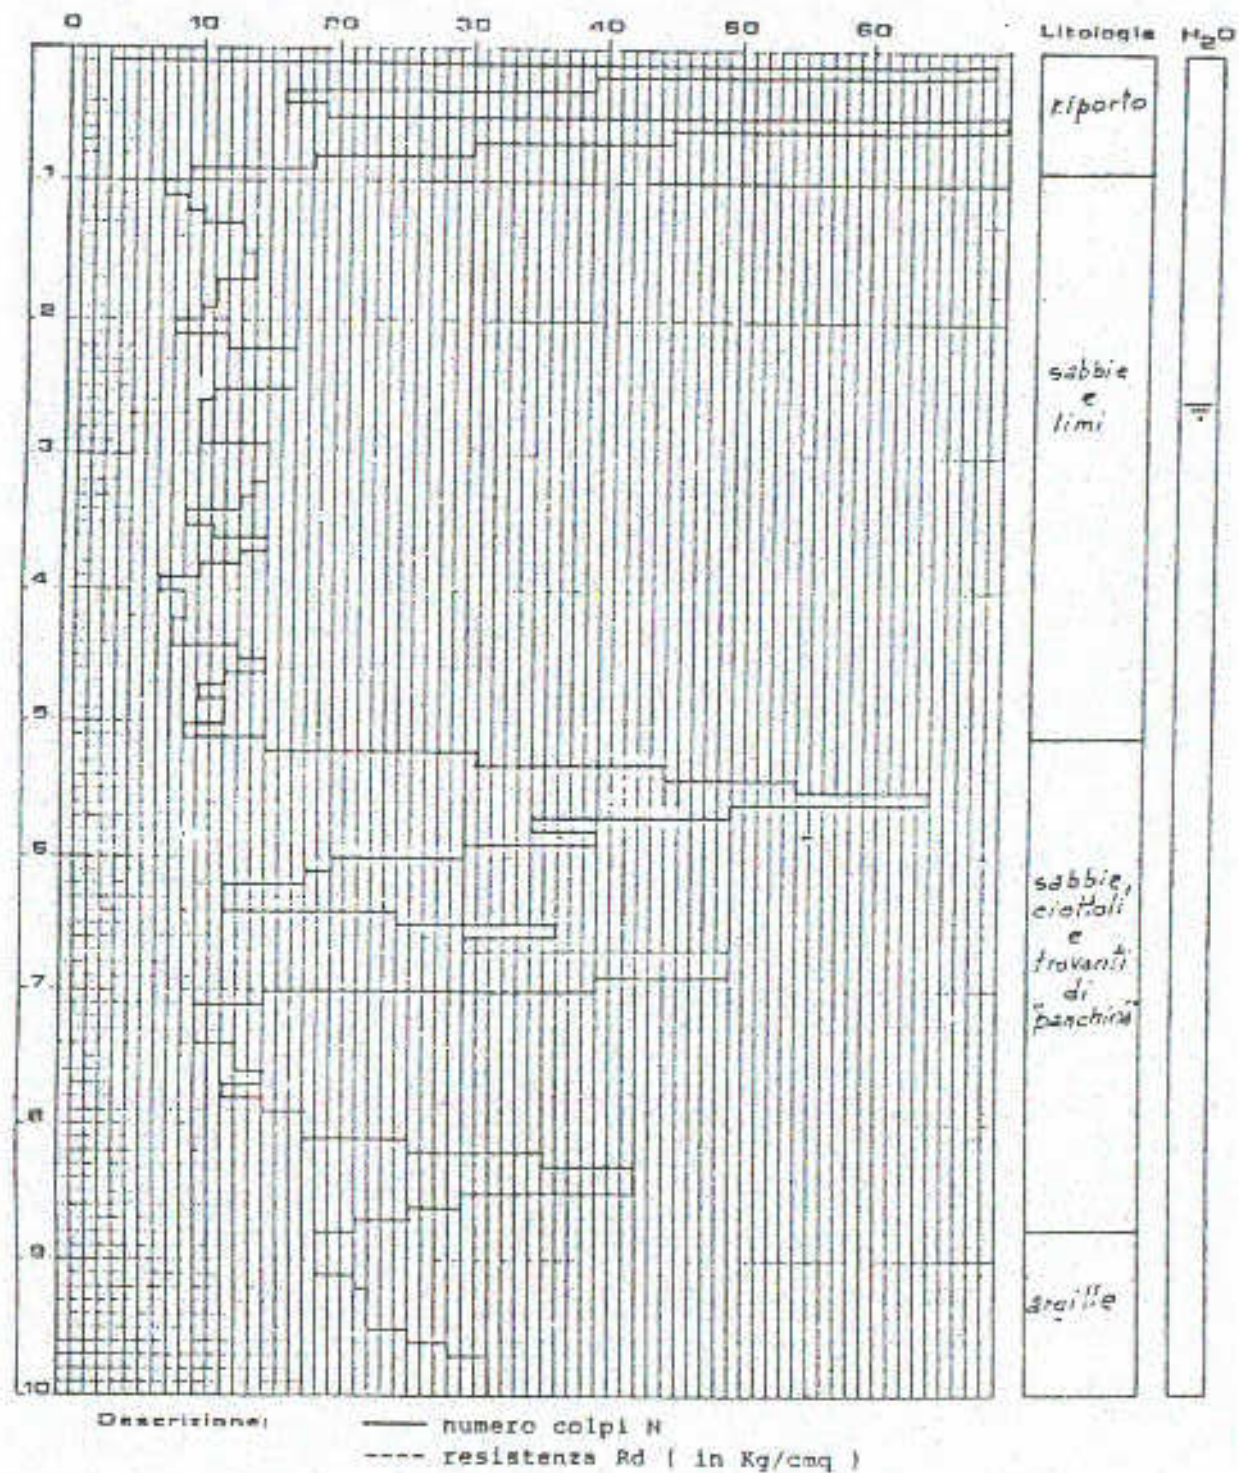 0 10 20 30 40 50 60 Litologia H2O
riporto
.1
.2
sabbie
e
limi
.3
.4
.5
.6
sabbie,
ciottoli
e
trovanti
di
"panchina"
.7
.8
.9
argille
.10
Descrizione:
numero colpi N
resistenza Rd ( in Kg/cmq )